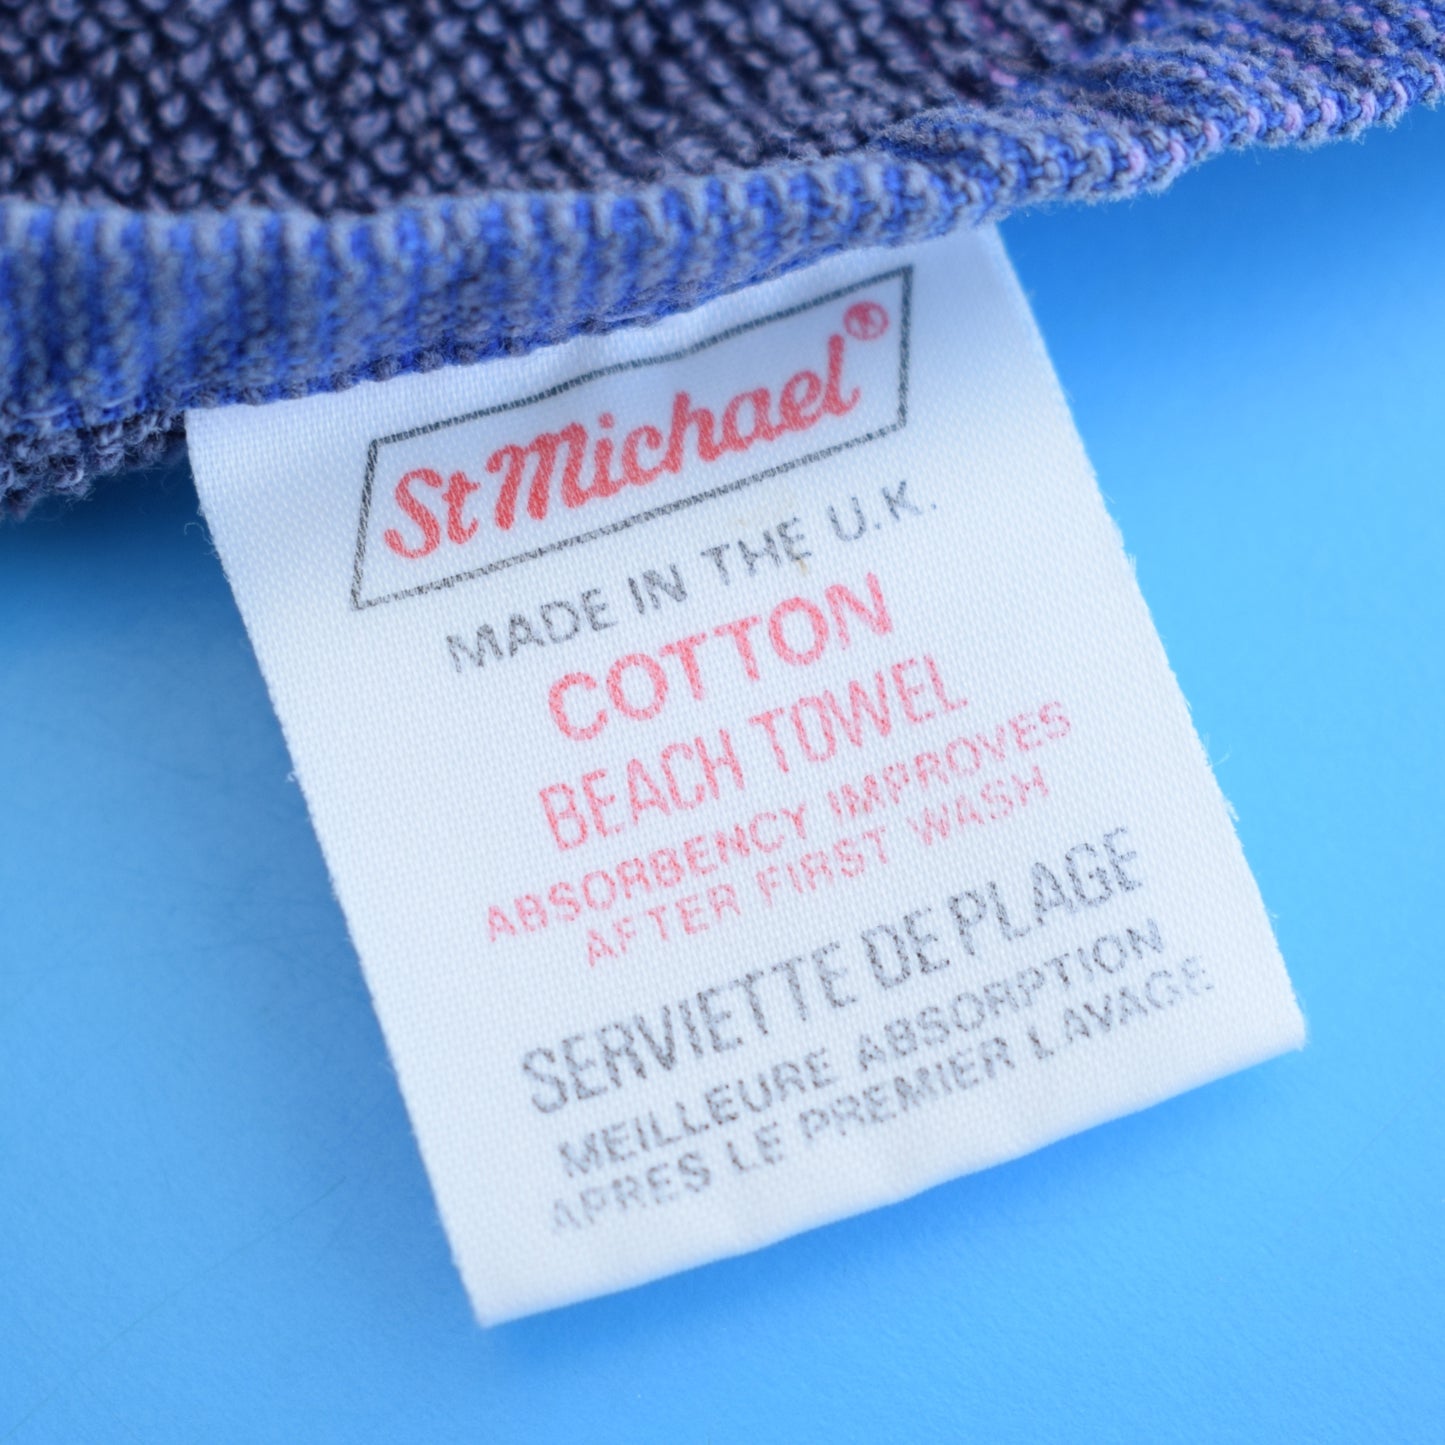 St Michael®
MADE IN THE U.K.
COTTON
BEACH TOWEL
ABSORBENCY IMPROVES
AFTER FIRST WASH
SERVIETTE DE PLAGE
MEILLEURE ABSORPTION
APRES LE PREMIER LAVAGE